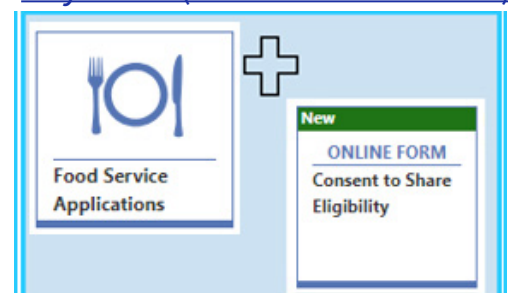 Food Service
Applications
New
ONLINE FORM
Consent to Share
Eligibility